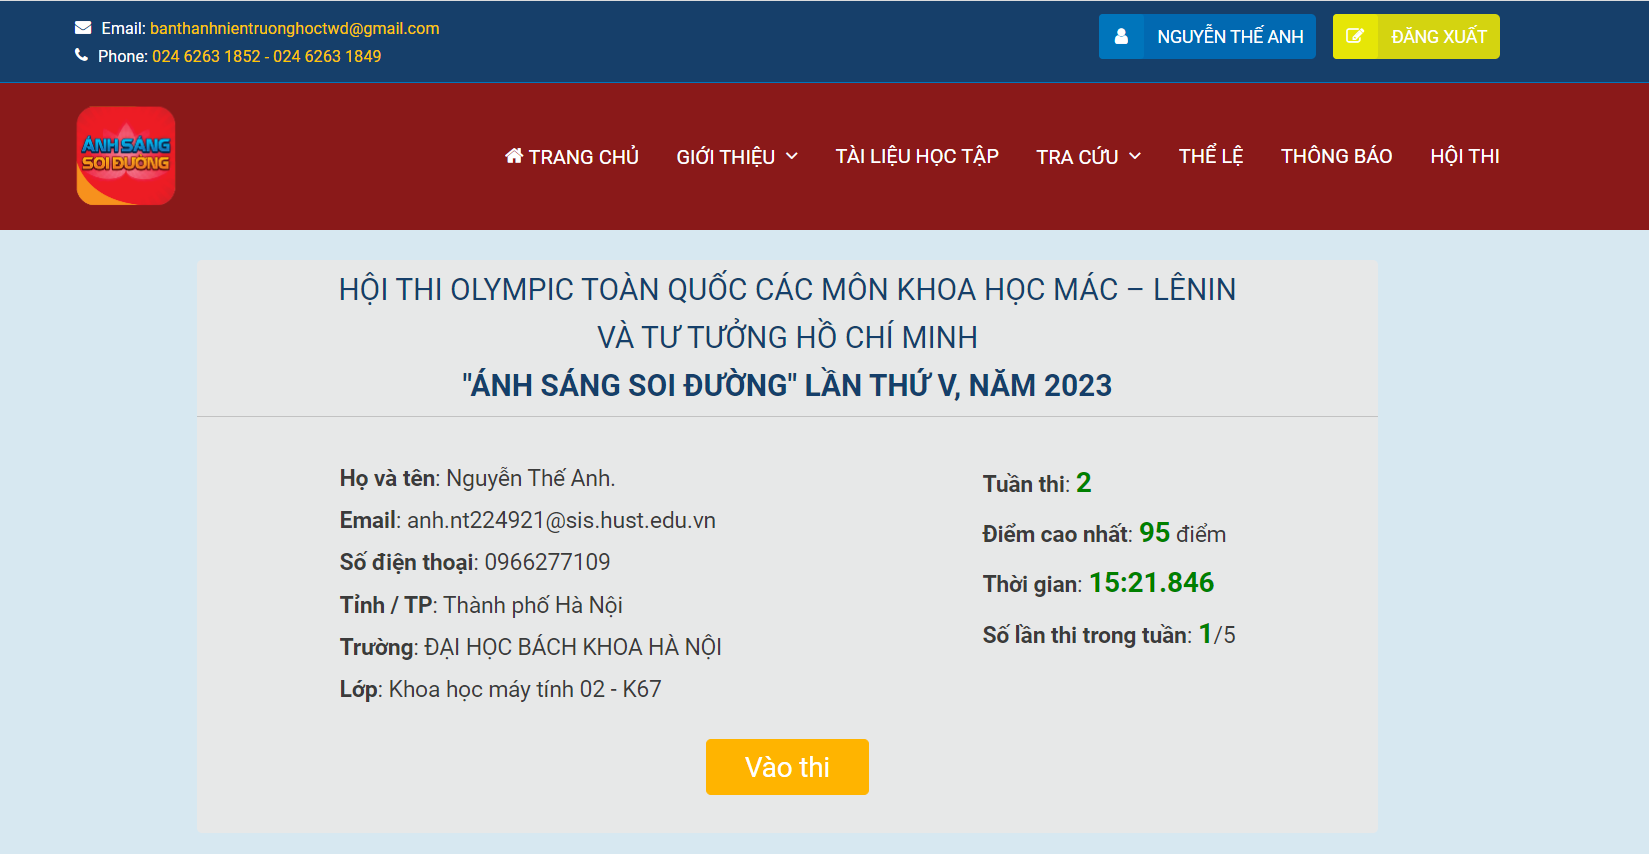 Email: banthanhnientruonghoctwd@gmail.com
Phone: 024 6263 1852 - 024 6263 1849
NGUYỄN THẾ ANH
ĐĂNG XUẤT
ÁNH SÁNG
SOI ĐƯỜNG
TRANG CHỦ GIỚI THIỆU TÀI LIỆU HỌC TẬP TRA CỨU THỂ LỆ THÔNG BÁO HỘI THI
HỘI THI OLYMPIC TOÀN QUỐC CÁC MÔN KHOA HỌC MÁC – LÊNIN
VÀ TƯ TƯỞNG HỒ CHÍ MINH
"ÁNH SÁNG SOI ĐƯỜNG" LẦN THỨ V, NĂM 2023
Họ và tên: Nguyễn Thế Anh.
Email: anh.nt224921@sis.hust.edu.vn
Số điện thoại: 0966277109
Tỉnh / TP: Thành phố Hà Nội
Trường: ĐẠI HỌC BÁCH KHOA HÀ NỘI
Lớp: Khoa học máy tính 02 - K67
Tuần thi: 2
Điểm cao nhất: 95 điểm
Thời gian: 15:21.846
Số lần thi trong tuần: 1/5
Vào thi